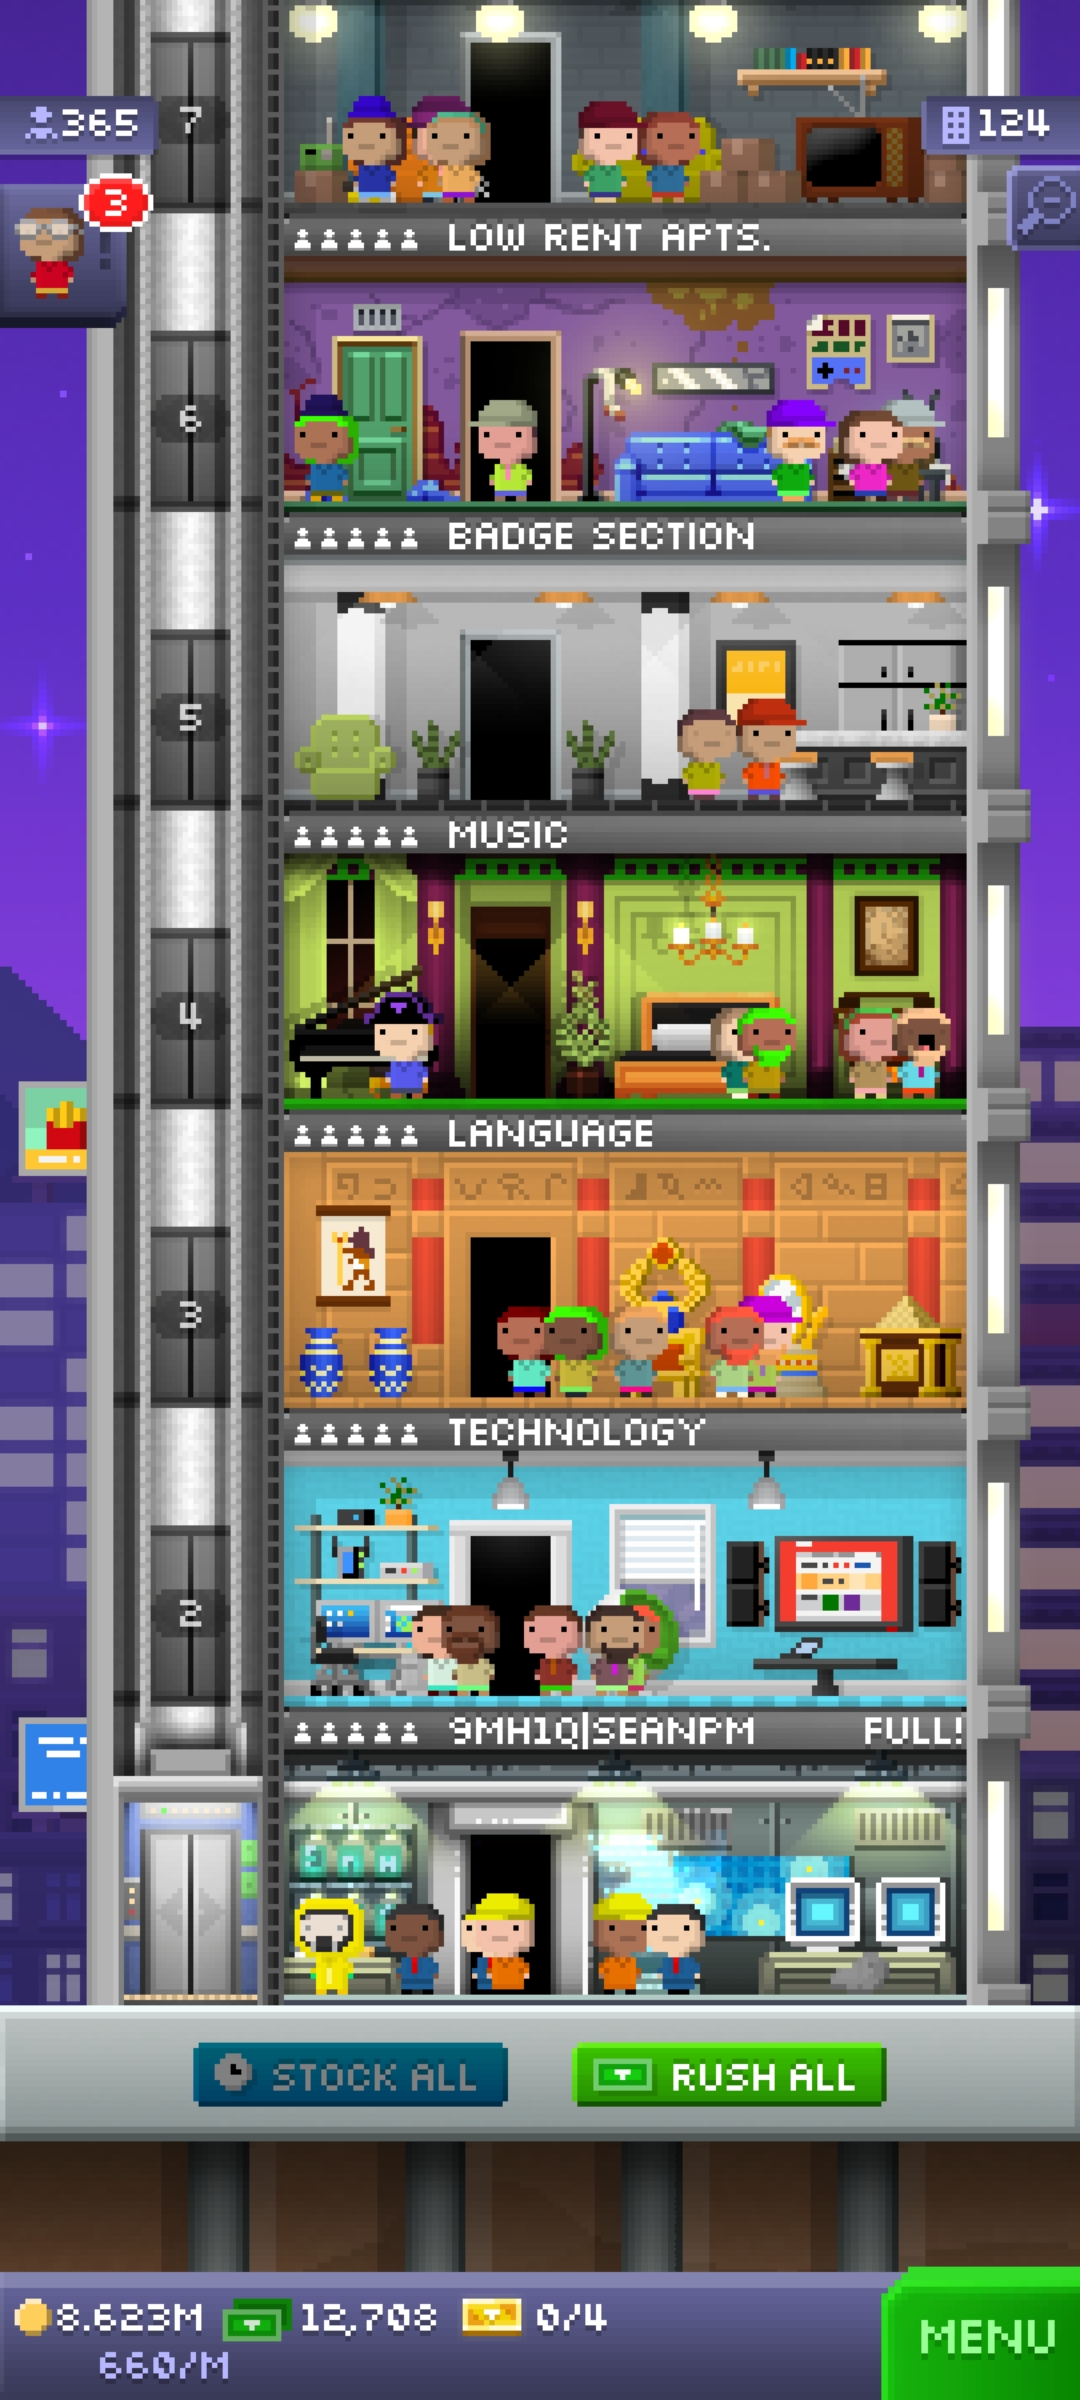 365
7
124
3
LOW RENT APTS.
6
BADGE SECTION
5
MUSIC
4
LANGUAGE
3
TECHNOLOGY
2
9MH1Q|SEANPM FULL!
STOCK ALL
RUSH ALL
8.623M 12,708 0/4
660/M
MENU